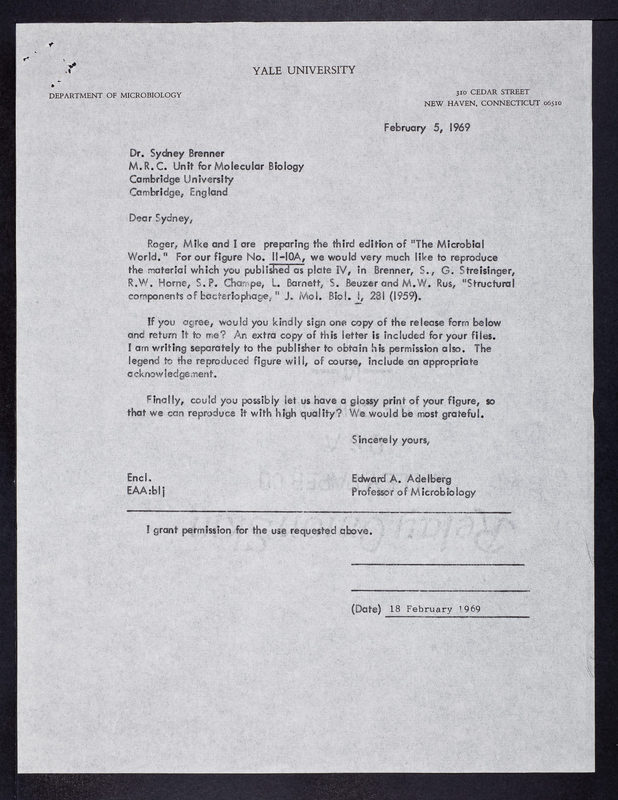 YALE UNIVERSITY
DEPARTMENT OF MICROBIOLOGY
310 CEDAR STREET
NEW HAVEN, CONNECTICUT 06510
February 5, 1969
Dr. Sydney Brenner
M.R.C. Unit for Molecular Biology
Cambridge University
Cambridge, England
Dear Sydney,
Roger, Mike and I are preparing the third edition of "The Microbial
World." For our figure No. 11-10A, we would very much like to reproduce
the material which you published as plate IV, in Brenner, S., G. Streisinger,
R.W. Horne, S.P. Champe, L. Barnett, S. Beuzer and M.W. Rus, "Structural
components of bacteriophage," J. Mol. Biol. 1, 281 (1959).
If you agree, would you kindly sign one copy of the release form below
and return it to me? An extra copy of this letter is included for your files.
I am writing separately to the publisher to obtain his permission also. The
legend to the reproduced figure will, of course, include an appropriate
acknowledgement.
Finally, could you possibly let us have a glossy print of your figure, so
that we can reproduce it with high quality? We would be most grateful.
Sincerely yours,
Encl.
EAA:blj
Edward A. Adelberg
Professor of Microbiology
I grant permission for the use requested above.
(Date) 18 February 1969